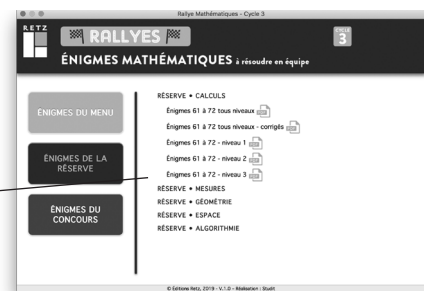 Rallye Mathématiques - Cycle 3
RETZ
RALLYES
CYCLE
3
ÉNIGMES MATHÉMATIQUES à résoudre en équipe
ÉNIGMES DU MENU
ÉNIGMES DE LA
RÉSERVE
ÉNIGMES DU
CONCOURS
RÉSERVE • CALCULS
Énigmes 61 à 72 tous niveaux
Énigmes 61 à 72 tous niveaux - corrigés
Énigmes 61 à 72 - niveau 1
Énigmes 61 à 72 - niveau 2
Énigmes 61 à 72 - niveau 3
RÉSERVE • MESURES
RÉSERVE • GÉOMÉTRIE
RÉSERVE • ESPACE
RÉSERVE • ALGORITHMIE
© Éditions Retz, 2019 - V.1.0 - Réalisation : Studit